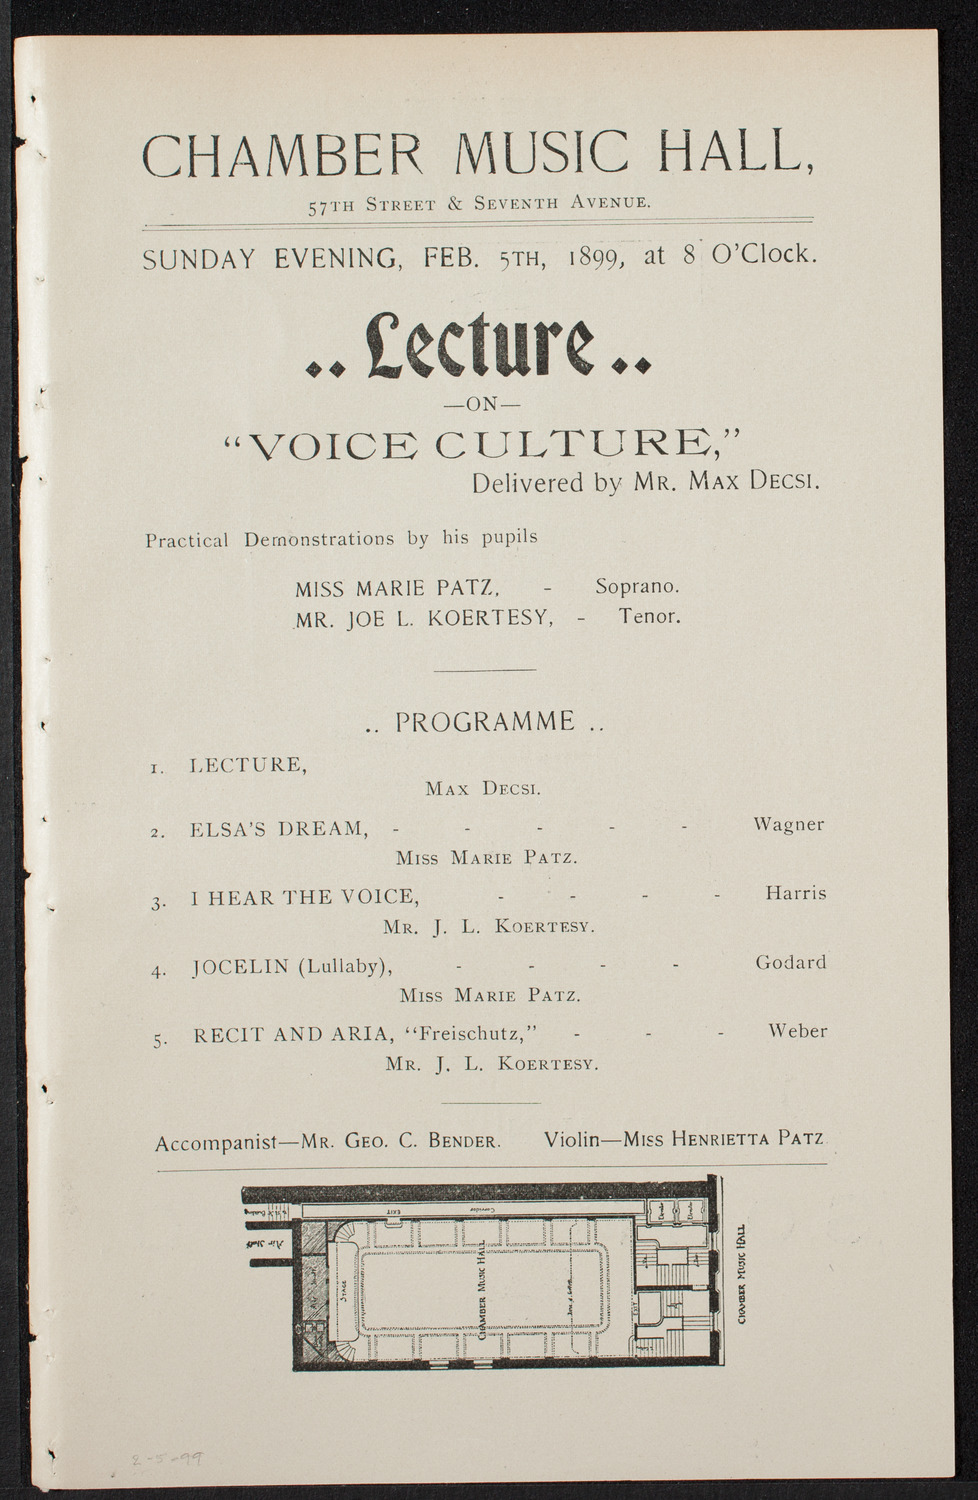 CHAMBER MUSIC HALL,
57TH STREET & SEVENTH AVENUE.
SUNDAY EVENING, FEB. 5TH, 1899, at 8 O'Clock.
.. Lecture ..
—ON—
"VOICE CULTURE,"
Delivered by MR. MAX DECSI.
Practical Demonstrations by his pupils
MISS MARIE PATZ, - Soprano.
MR. JOE L. KOERTESY, - Tenor.
.. PROGRAMME ..
1. LECTURE,
MAX DECSI.
2. ELSA'S DREAM, - - - - - Wagner
MISS MARIE PATZ.
3. I HEAR THE VOICE, - - - - Harris
MR. J. L. KOERTESY.
4. JOCELIN (Lullaby), - - - - Godard
MISS MARIE PATZ.
5. RECIT AND ARIA, "Freischutz," - - - Weber
MR. J. L. KOERTESY.
Accompanist—MR. GEO. C. BENDER. Violin—MISS HENRIETTA PATZ
EXIT
Corridor
Air Shaft
STAGE
CHAMBER MUSIC HALL
EXIT
CHAMBER MUSIC HALL
2-5-99